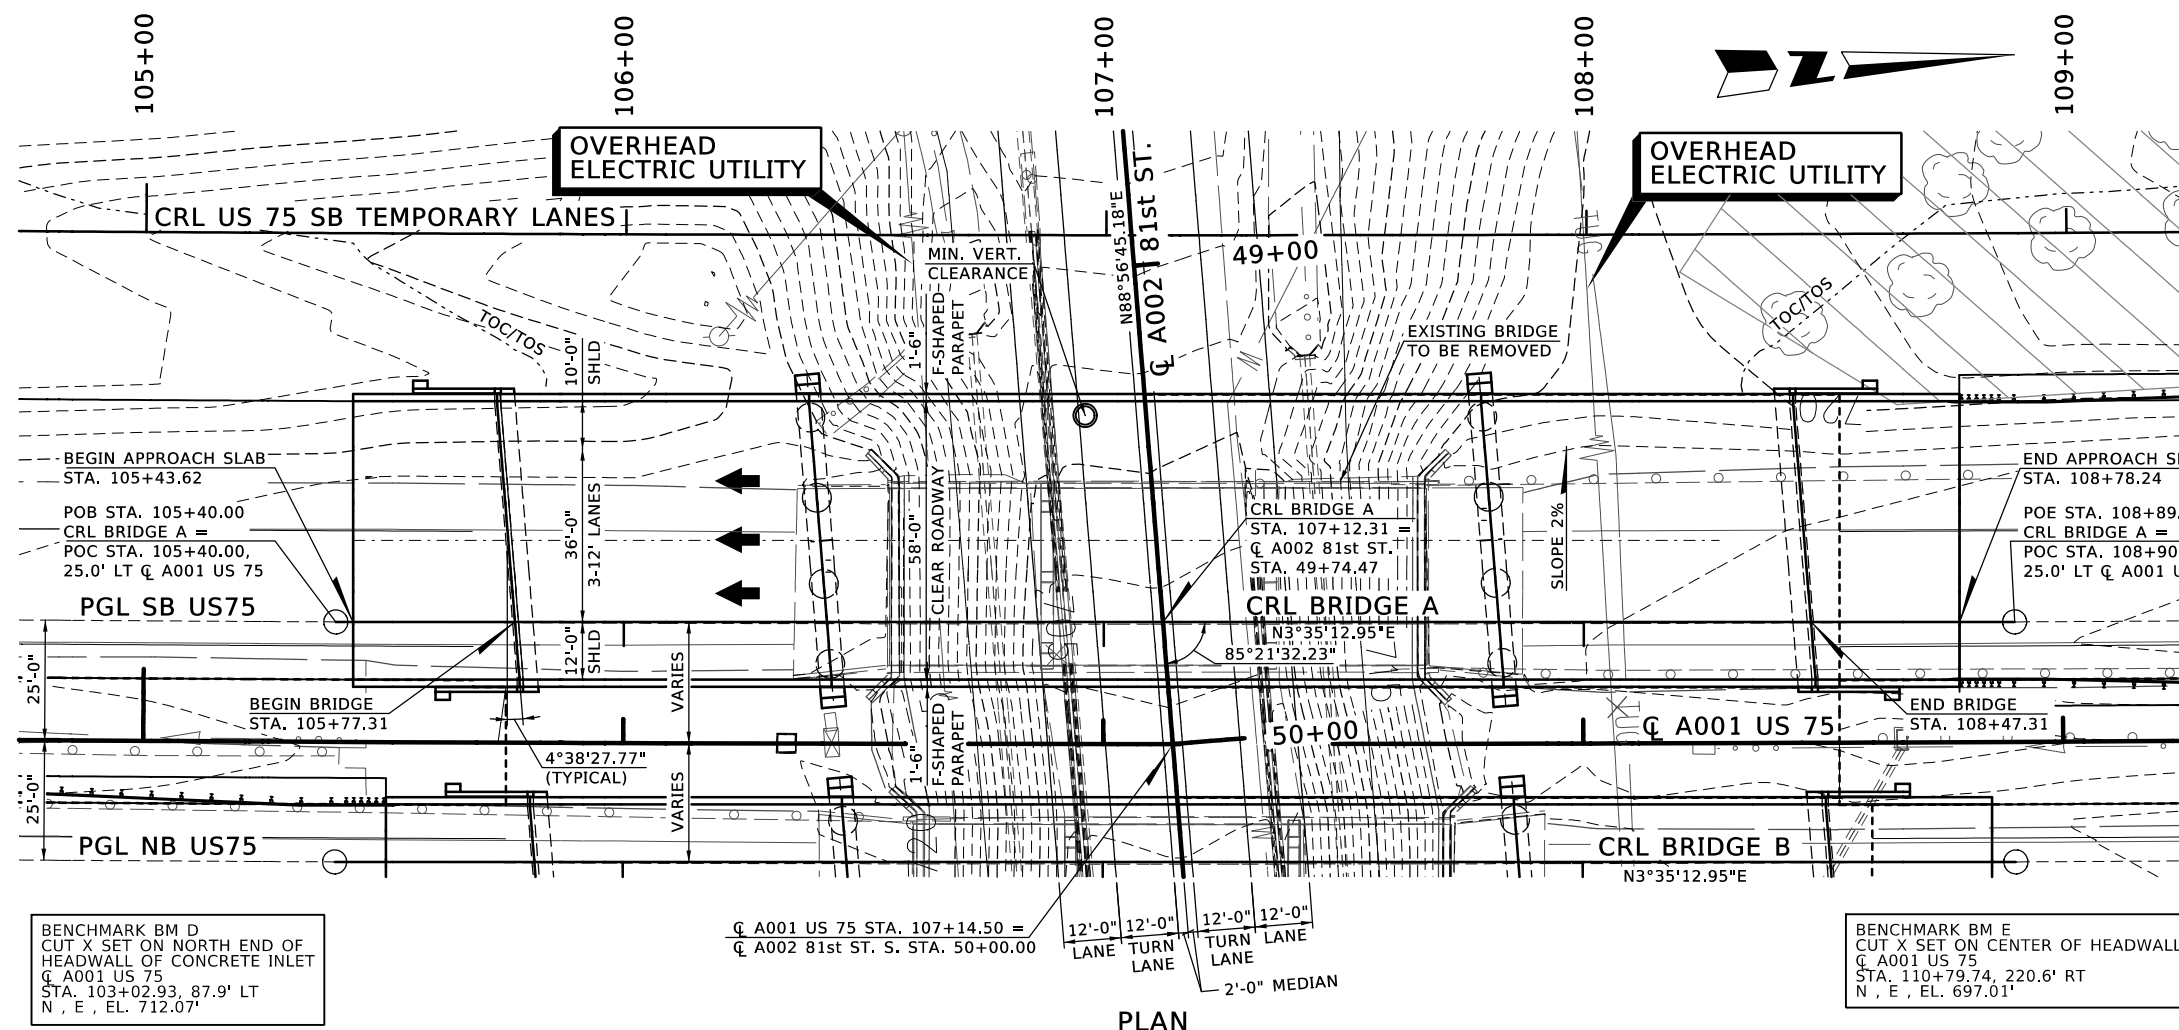 105+00
106+00
107+00
108+00
109+00
OVERHEAD
ELECTRIC UTILITY
OVERHEAD
ELECTRIC UTILITY
CRL US 75 SB TEMPORARY LANES
MIN. VERT.
CLEARANCE
N88°56'45.18"E
℄ A002 81st ST.
49+00
TOC/TOS
TOC/TOS
10'-0"
SHLD
1'-6"
F-SHAPED
PARAPET
EXISTING BRIDGE
TO BE REMOVED
BEGIN APPROACH SLAB
STA. 105+43.62
POB STA. 105+40.00
CRL BRIDGE A =
POC STA. 105+40.00,
25.0' LT ℄ A001 US 75
PGL SB US75
36'-0"
3-12' LANES
58'-0"
CLEAR ROADWAY
CRL BRIDGE A
STA. 107+12.31 =
℄ A002 81st ST.
STA. 49+74.47
SLOPE 2%
END APPROACH
STA. 108+78.24
POE STA. 108+89.
CRL BRIDGE A =
POC STA. 108+90
25.0' LT ℄ A001
CRL BRIDGE A
N3°35'12.95"E
85°21'32.23"
12'-0"
SHLD
25'-0"
VARIES
BEGIN BRIDGE
STA. 105+77.31
END BRIDGE
STA. 108+47.31
℄ A001 US 75
50+00
4°38'27.77"
(TYPICAL)
1'-6"
F-SHAPED
PARAPET
25'-0"
VARIES
PGL NB US75
CRL BRIDGE B
N3°35'12.95"E
℄ A001 US 75 STA. 107+14.50 =
℄ A002 81st ST. S. STA. 50+00.00
12'-0"
LANE
12'-0"
TURN
LANE
12'-0"
TURN
LANE
12'-0"
LANE
2'-0" MEDIAN
BENCHMARK BM D
CUT X SET ON NORTH END OF
HEADWALL OF CONCRETE INLET
℄ A001 US 75
STA. 103+02.93, 87.9' LT
N , E , EL. 712.07'
BENCHMARK BM E
CUT X SET ON CENTER OF HEADWALL
℄ A001 US 75
STA. 110+79.74, 220.6' RT
N , E , EL. 697.01'
PLAN